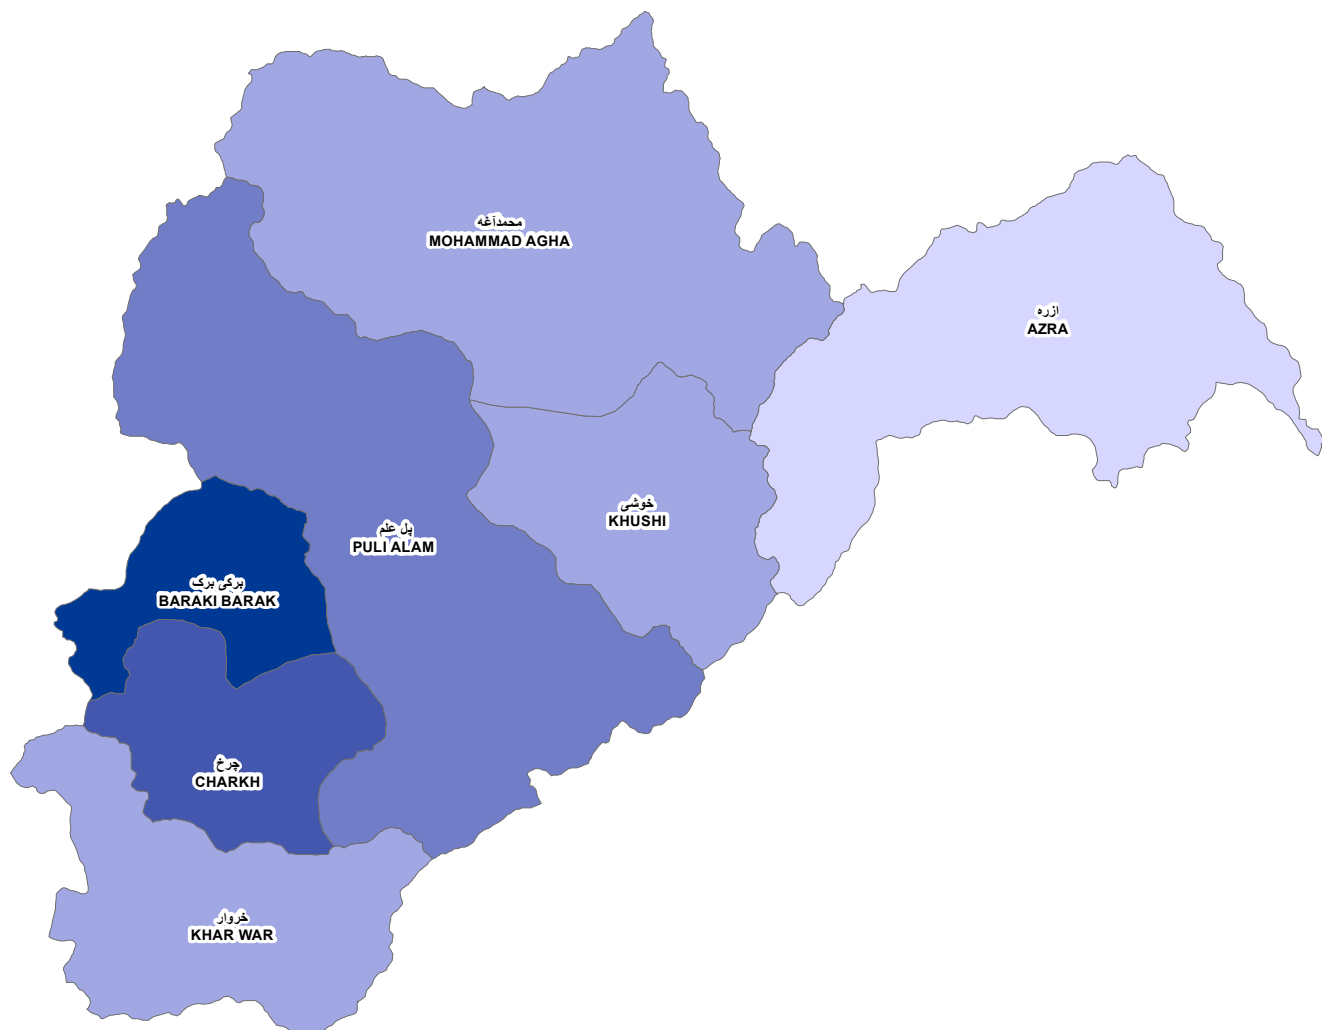 محمدآغه
MOHAMMAD AGHA
ازره
AZRA
خوشی
KHUSHI
پل علم
PULI ALAM
برکی برک
BARAKI BARAK
چرخ
CHARKH
خروار
KHAR WAR